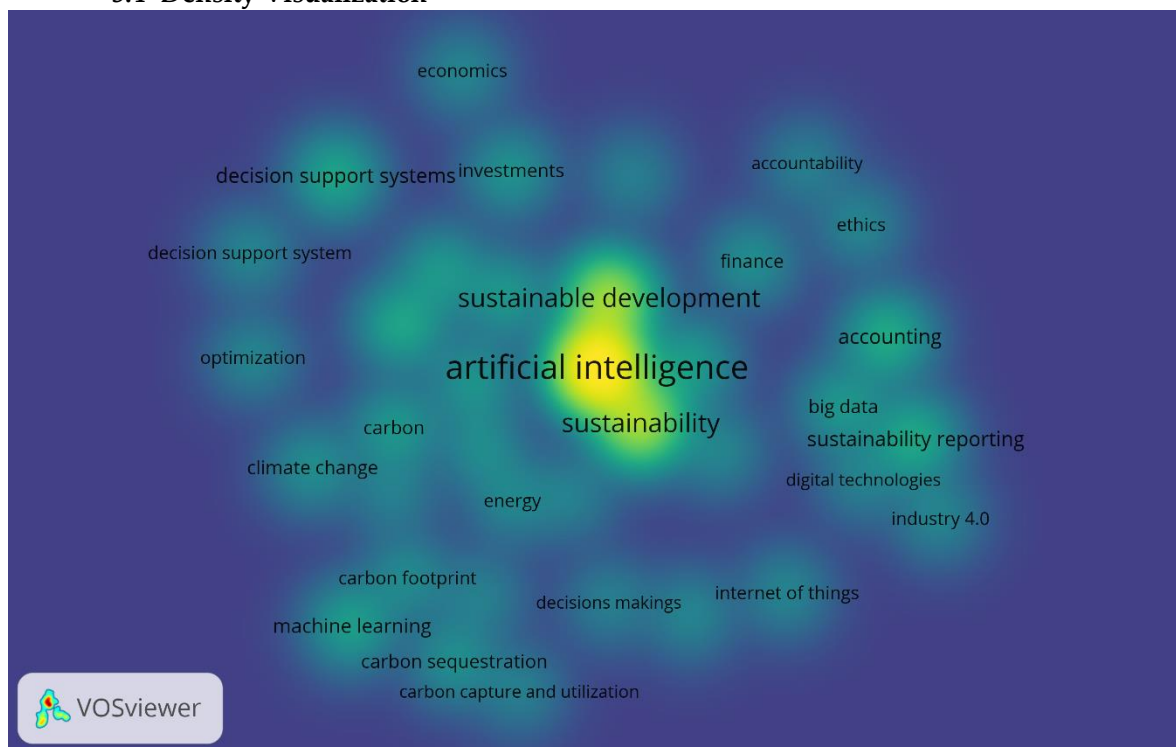 3.1 Density Visualization
economics
decision support systems investments
accountability
ethics
decision support system
finance
sustainable development
accounting
optimization
artificial intelligence
big data
carbon
sustainability
sustainability reporting
climate change
digital technologies
energy
industry 4.0
carbon footprint
internet of things
decisions makings
machine learning
carbon sequestration
carbon capture and utilization
VOSviewer